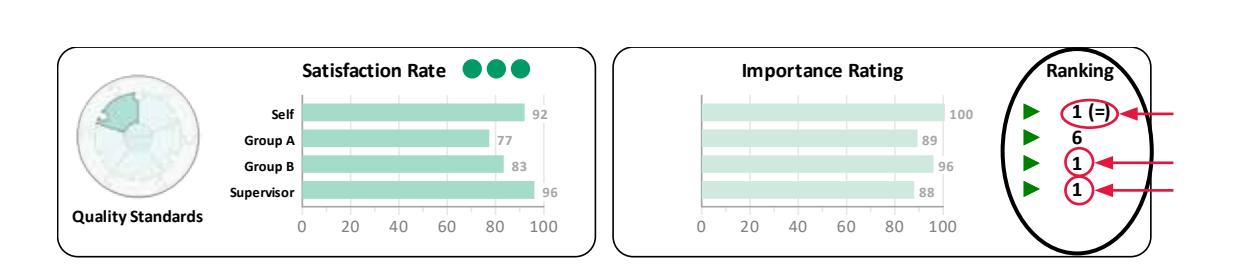 Satisfaction Rate
Self 92
Group A 77
Group B 83
Supervisor 96
0 20 40 60 80 100
Quality Standards
Importance Rating
100
89
96
88
0 20 40 60 80 100
Ranking
1 (=)
6
1
1